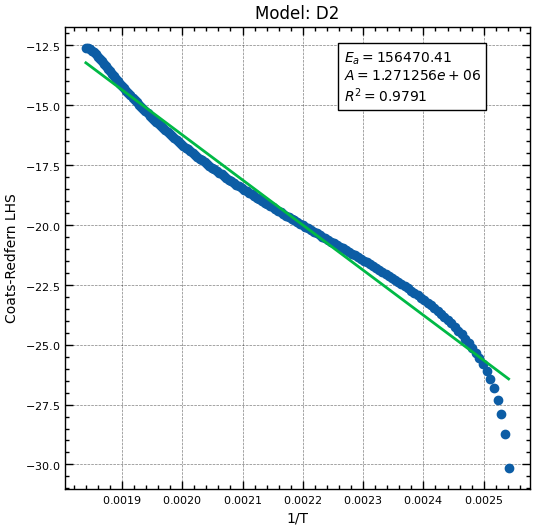 Model: D2
Eₐ = 156470.41
A = 1.271256e + 06
R² = 0.9791
Coats-Redfern LHS
−12.5
−15.0
−17.5
−20.0
−22.5
−25.0
−27.5
−30.0
0.0019 0.0020 0.0021 0.0022 0.0023 0.0024 0.0025
1/T